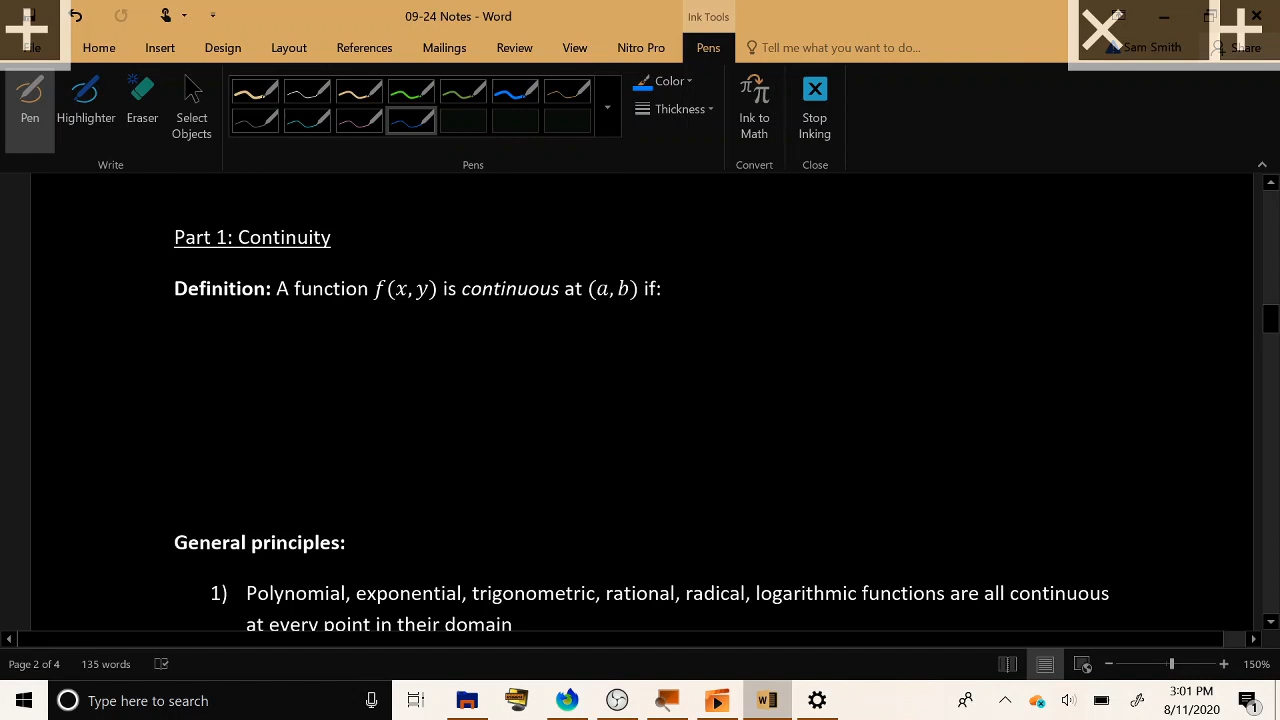 09-24 Notes - Word
Ink Tools
File
Home
Insert
Design
Layout
References
Mailings
Review
View
Nitro Pro
Pens
Tell me what you want to do...
Sam Smith
Share
Pen
Highlighter
Eraser
Select Objects
Color
Thickness
Ink to Math
Stop Inking
Write
Pens
Convert
Close
Part 1: Continuity
Definition: A function f(x, y) is continuous at (a, b) if:
General principles:
1) Polynomial, exponential, trigonometric, rational, radical, logarithmic functions are all continuous
at every point in their domain
Page 2 of 4
135 words
150%
Type here to search
3:01 PM
8/11/2020